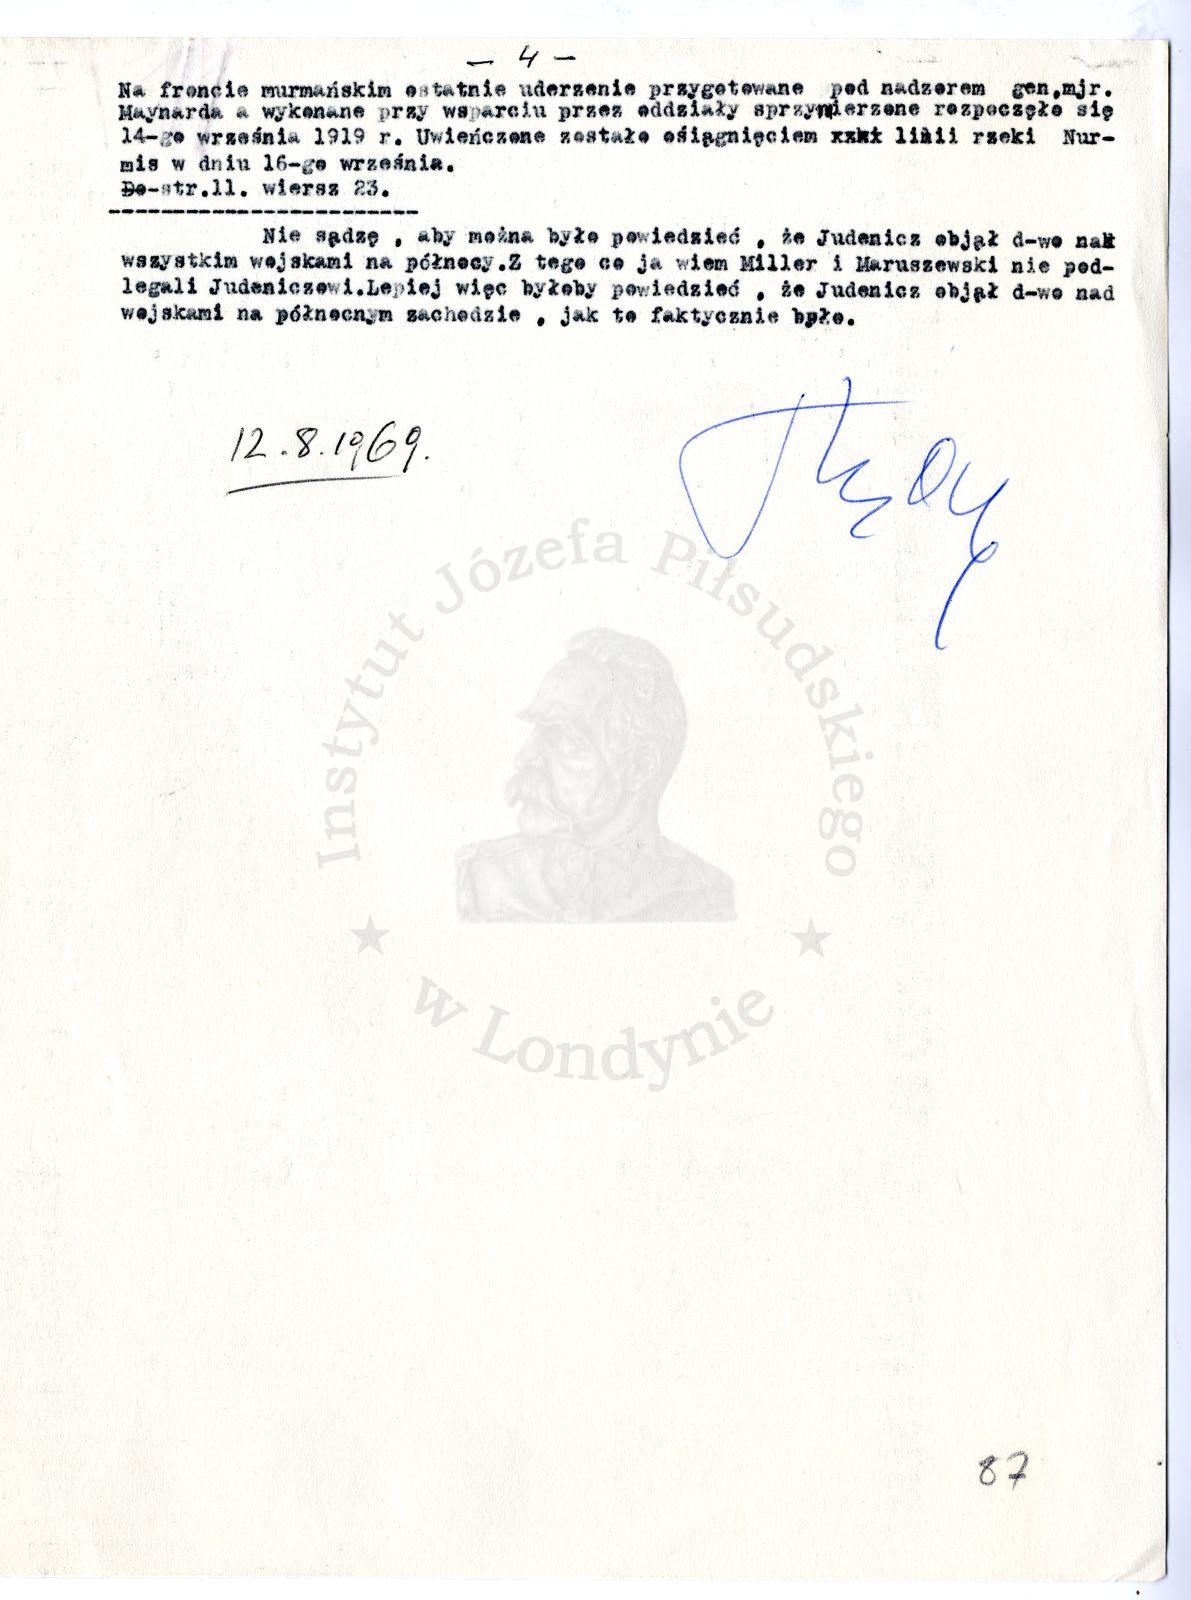 - 4 -
Na froncie murmańskim ostatnie uderzenie przygotowane pod nadzorem gen.mjr.
Maynarda a wykonane przy wsparciu przez oddziały sprzymierzone rozpoczęło się
14-go września 1919 r. Uwieńczone zostało ośiągnięciem xxxi linii rzeki Nur-
mis w dniu 16-go września.
Do-str.11. wiersz 23.
Nie sądzę , aby można było powiedzieć , że Judenicz objął d-wo nad
wszystkim wojskami na północy.Z tego co ja wiem Miller i Maruszewski nie pod-
legali Judeniczowi.Lepiej więc byłoby powiedzieć , że Judenicz objął d-wo nad
wojskami na północnym zachodzie , jak to faktycznie było.
12.8.1969.
Instytut Józefa Piłsudskiego
w Londynie
87